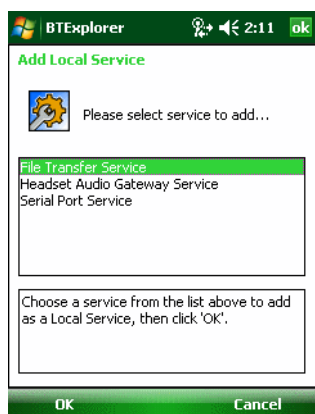 BTExplorer 2:11 ok
Add Local Service
Please select service to add...
File Transfer Service
Headset Audio Gateway Service
Serial Port Service
Choose a service from the list above to add
as a Local Service, then click 'OK'.
OK Cancel